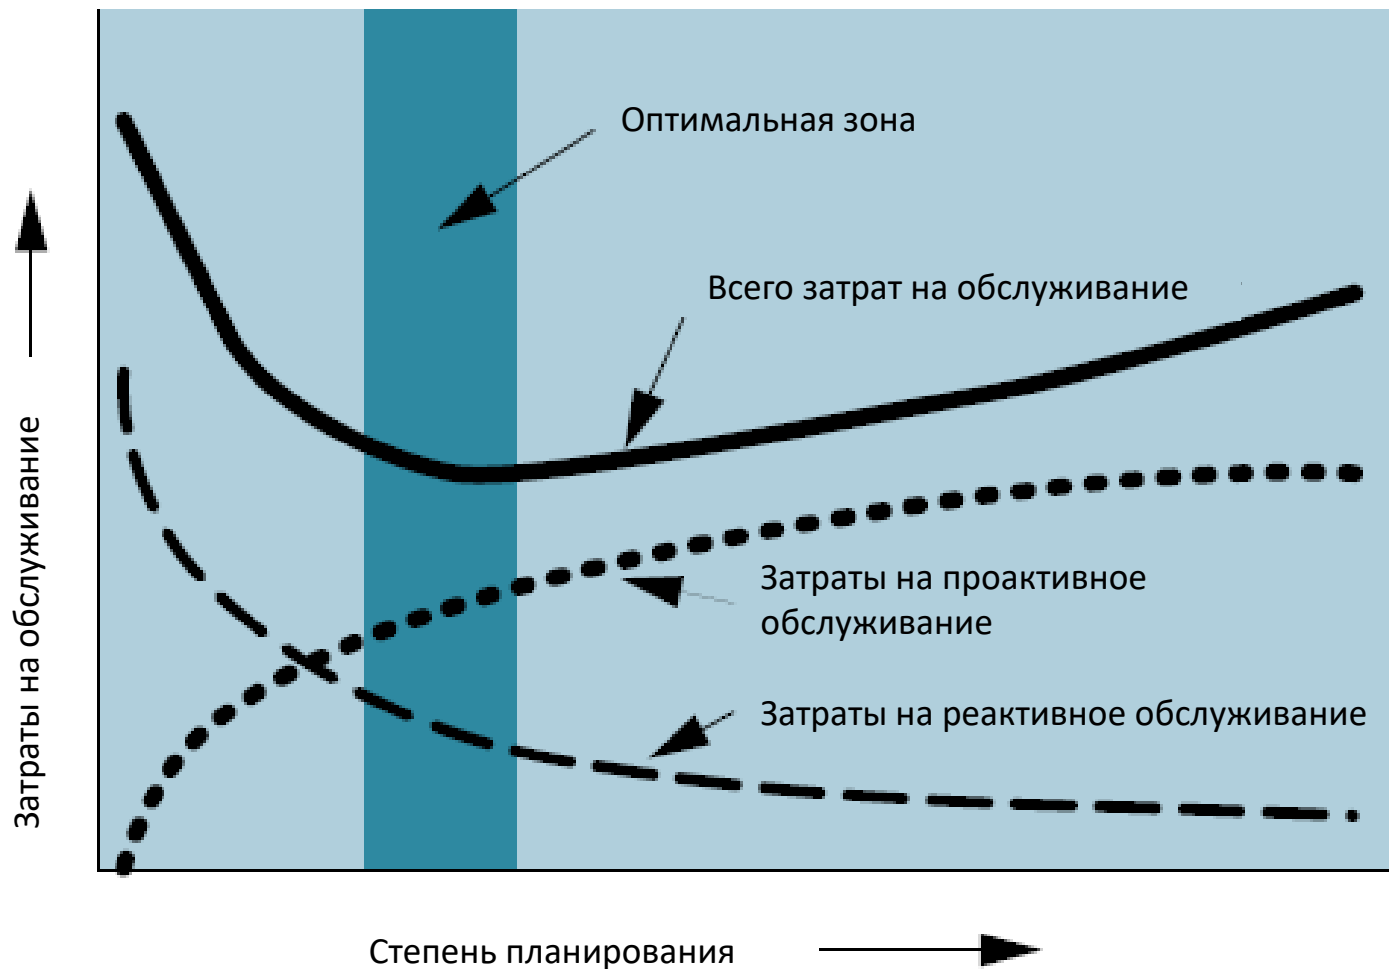 Оптимальная зона
Всего затрат на обслуживание
Затраты на проактивное
обслуживание
Затраты на реактивное обслуживание
Затраты на обслуживание
Степень планирования